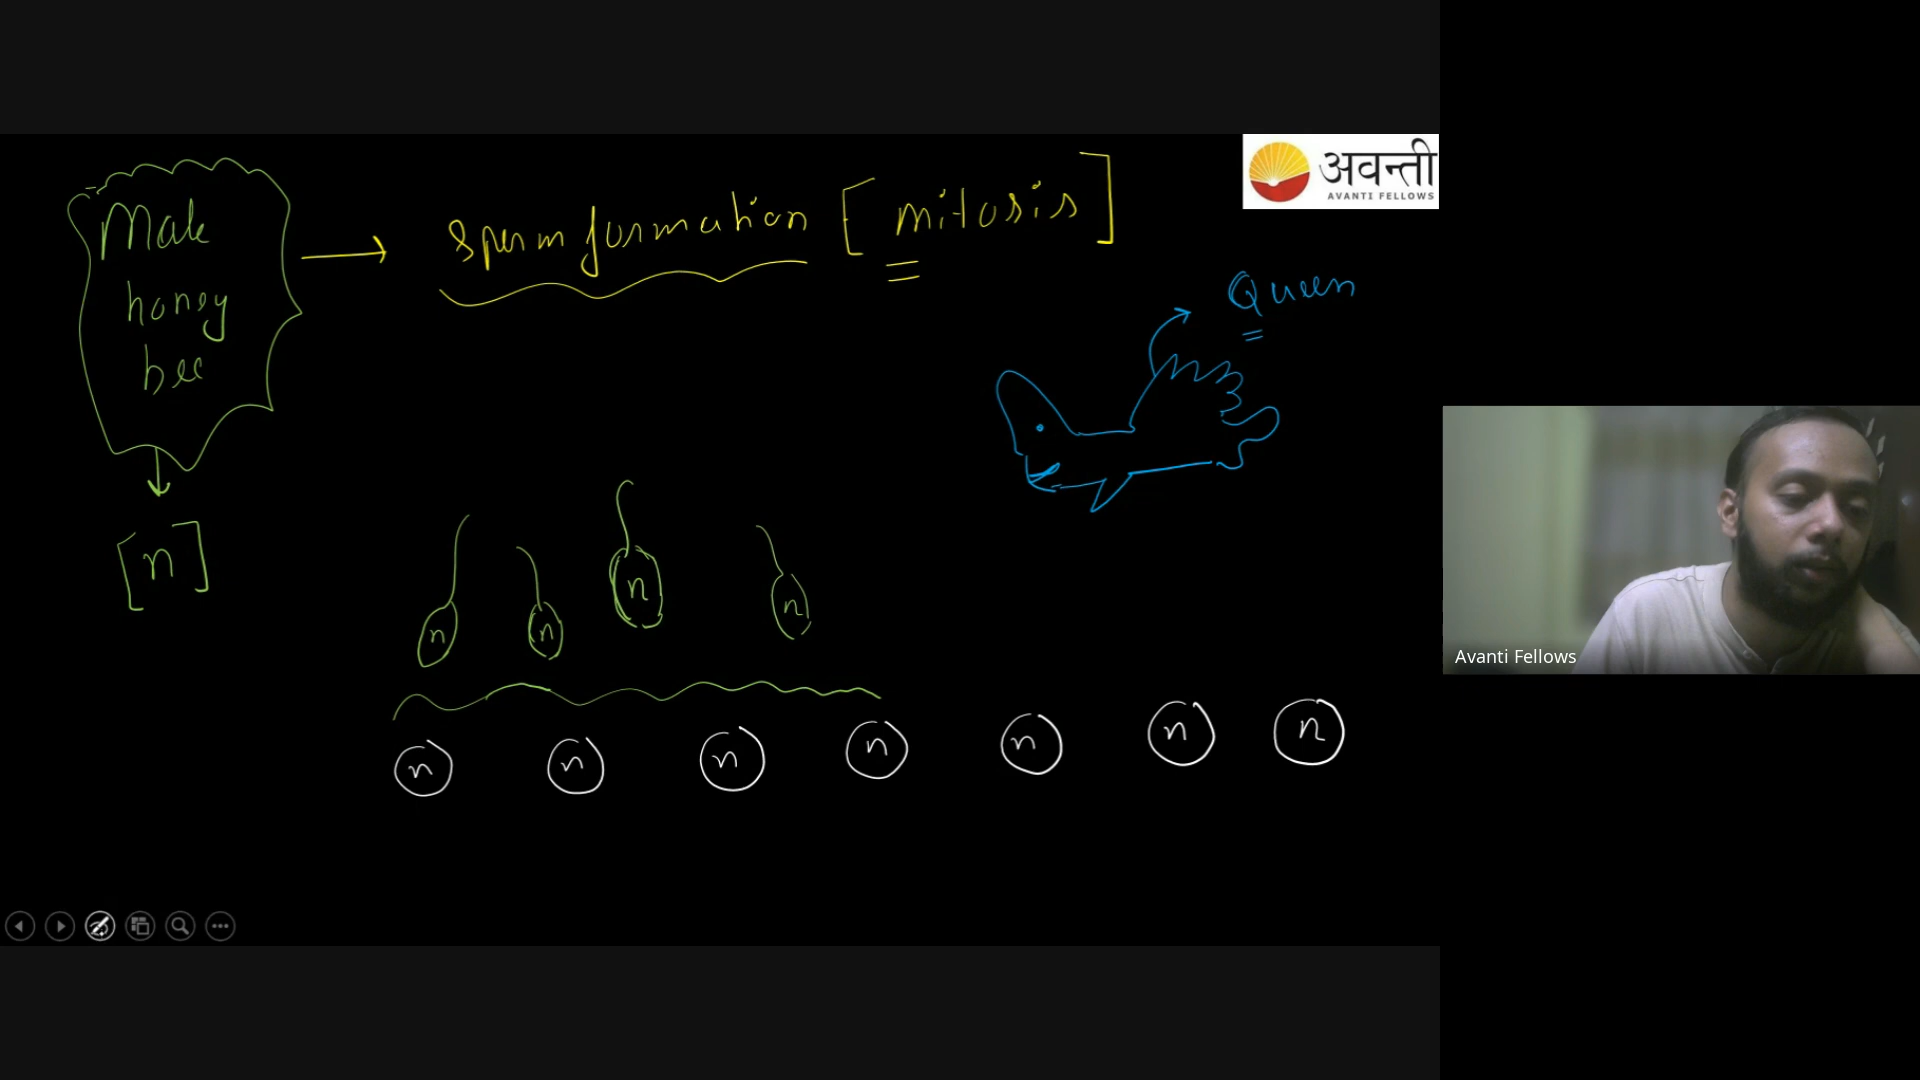 Male
honey
bee
[n]
sperm formation [mitosis]
Queen
n n n n
n n n n n n n
अवन्ती
AVANTI FELLOWS
Avanti Fellows